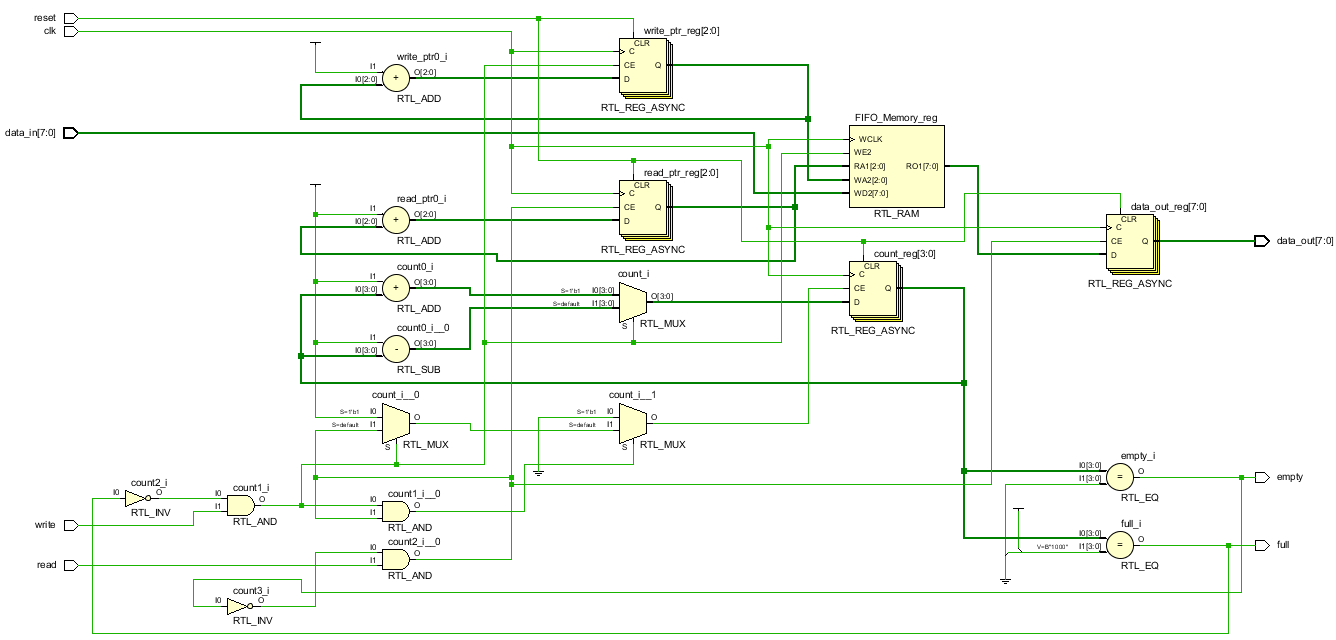 reset
clk
write_ptr_reg[2:0]
CLR
C
CE
D
Q
RTL_REG_ASYNC
write_ptr0_i
I1
I0[2:0]
+
O[2:0]
RTL_ADD
data_in[7:0]
FIFO_Memory_reg
WCLK
WE2
RA1[2:0]
WA2[2:0]
WD2[7:0]
RO1[7:0]
RTL_RAM
read_ptr_reg[2:0]
CLR
C
CE
D
Q
RTL_REG_ASYNC
read_ptr0_i
I1
I0[2:0]
+
O[2:0]
RTL_ADD
data_out_reg[7:0]
CLR
C
CE
D
Q
RTL_REG_ASYNC
data_out[7:0]
count_reg[3:0]
CLR
C
CE
D
Q
RTL_REG_ASYNC
count0_i
I1
I0[3:0]
+
O[3:0]
RTL_ADD
count_i
S=1'b1 I0[3:0]
S=default I1[3:0]
O[3:0]
S
RTL_MUX
count0_i__0
I1
I0[3:0]
-
O[3:0]
RTL_SUB
count_i__0
S=1'b1 I0
S=default I1
O
S
RTL_MUX
count_i__1
S=1'b1 I0
S=default I1
O
S
RTL_MUX
count2_i
I0
O
RTL_INV
count1_i
I0
I1
O
RTL_AND
write
count1_i__0
I0
I1
O
RTL_AND
count2_i__0
I0
I1
O
RTL_AND
read
count3_i
I0
O
RTL_INV
empty_i
I0[3:0]
I1[3:0]
=
O
RTL_EQ
empty
full_i
I0[3:0]
V=B"1000" I1[3:0]
=
O
RTL_EQ
full